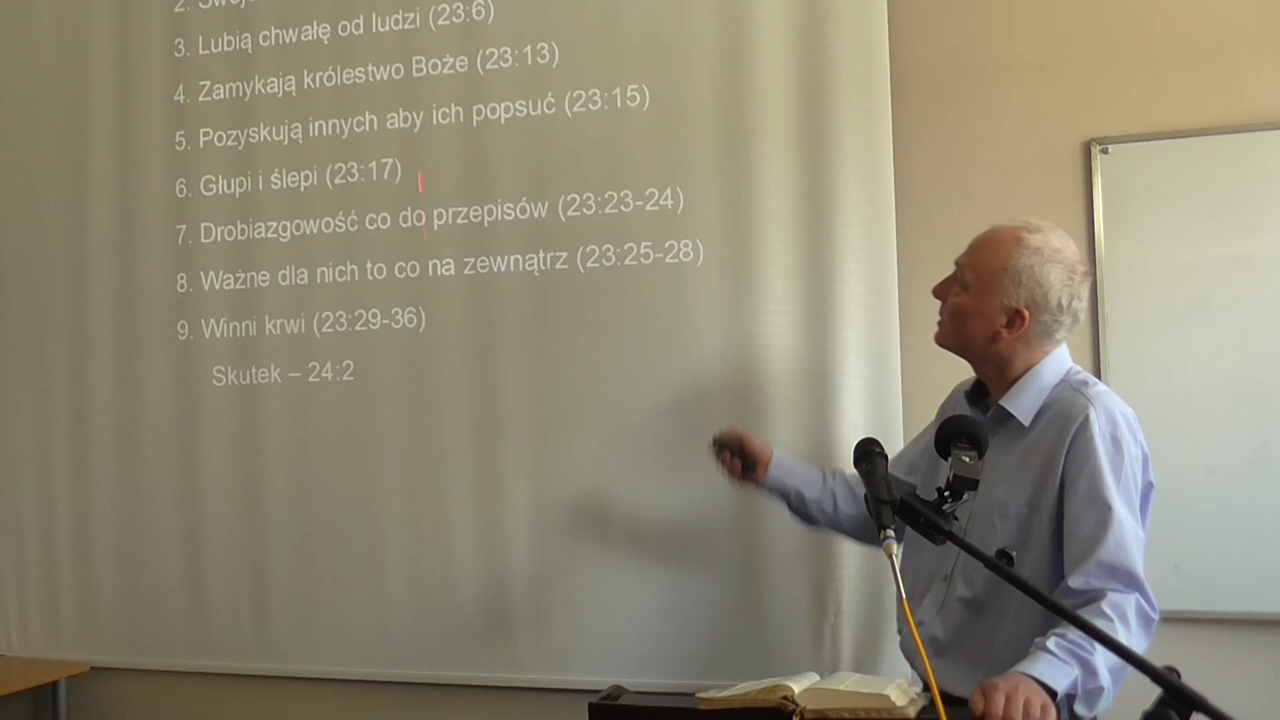 2.
3. Lubią chwałę od ludzi (23:6)
4. Zamykają królestwo Boże (23:13)
5. Pozyskują innych aby ich popsuć (23:15)
6. Głupi i ślepi (23:17)
7. Drobiazgowość co do przepisów (23:23-24)
8. Ważne dla nich to co na zewnątrz (23:25-28)
9. Winni krwi (23:29-36)
Skutek – 24:2